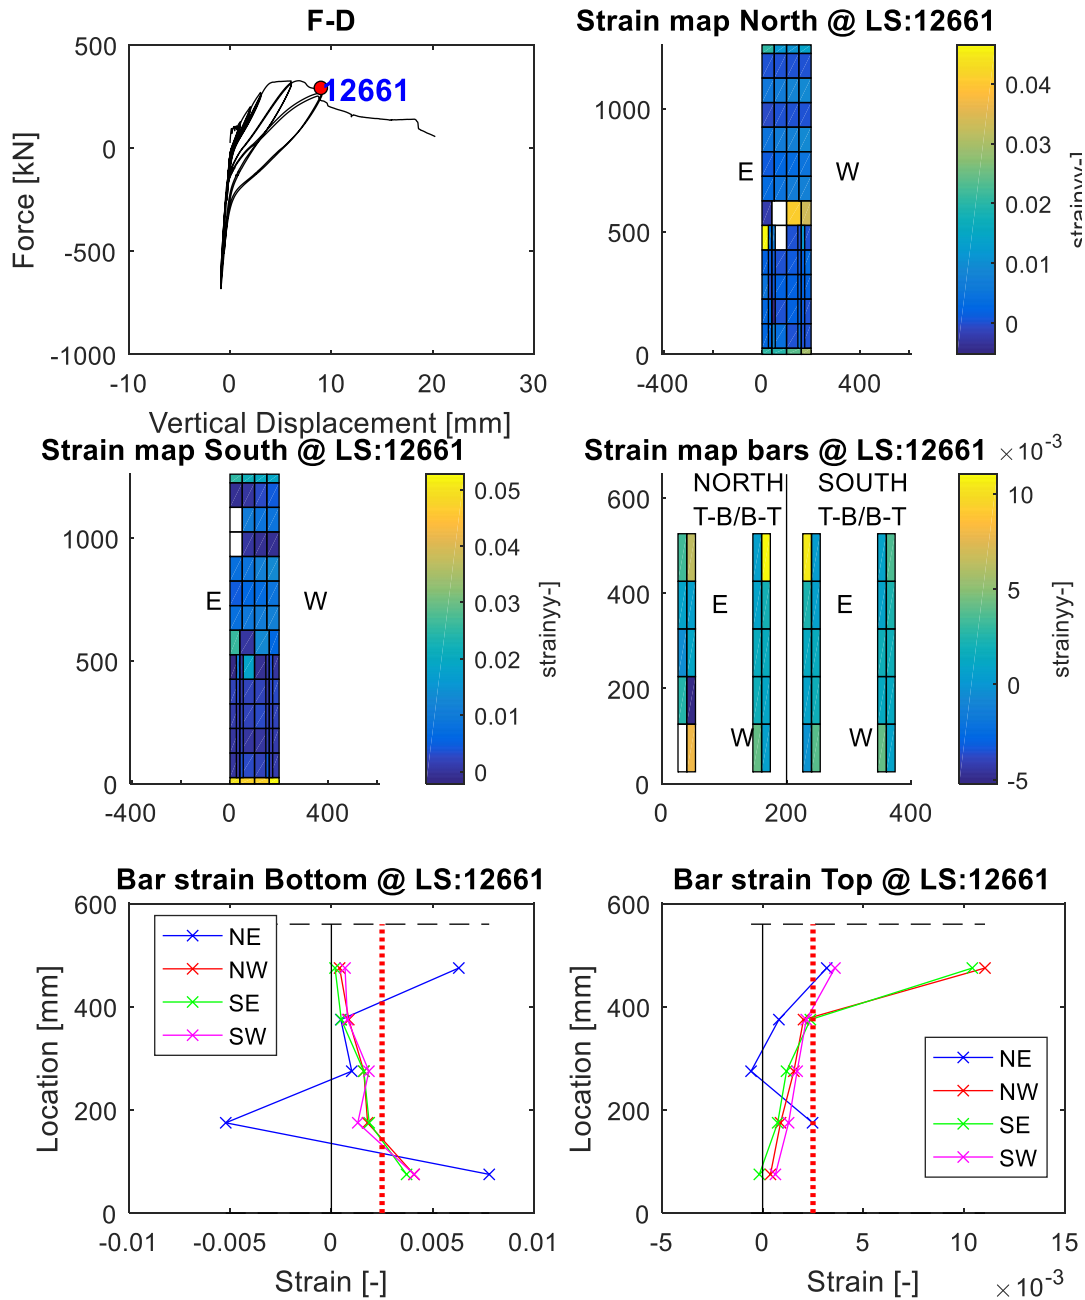 F-D
500
0
-500
-1000
-10
0
10
20
30
Force [kN]
Vertical Displacement [mm]
12661
Strain map North @ LS:12661
1000
500
0
-400
0
400
E
W
0.04
0.03
0.02
0.01
0
strainyy-]
Strain map South @ LS:12661
1000
500
0
-400
0
400
E
W
0.05
0.04
0.03
0.02
0.01
0
strainyy-]
Strain map bars @ LS:12661
×10-3
NORTH
SOUTH
T-B/B-T
T-B/B-T
600
400
200
0
0
200
400
E
E
W
W
10
5
0
-5
strainyy-]
Bar strain Bottom @ LS:12661
600
400
200
0
-0.01
-0.005
0
0.005
0.01
Location [mm]
Strain [-]
NE
NW
SE
SW
Bar strain Top @ LS:12661
600
400
200
0
-5
0
5
10
15
Location [mm]
Strain [-]
×10-3
NE
NW
SE
SW